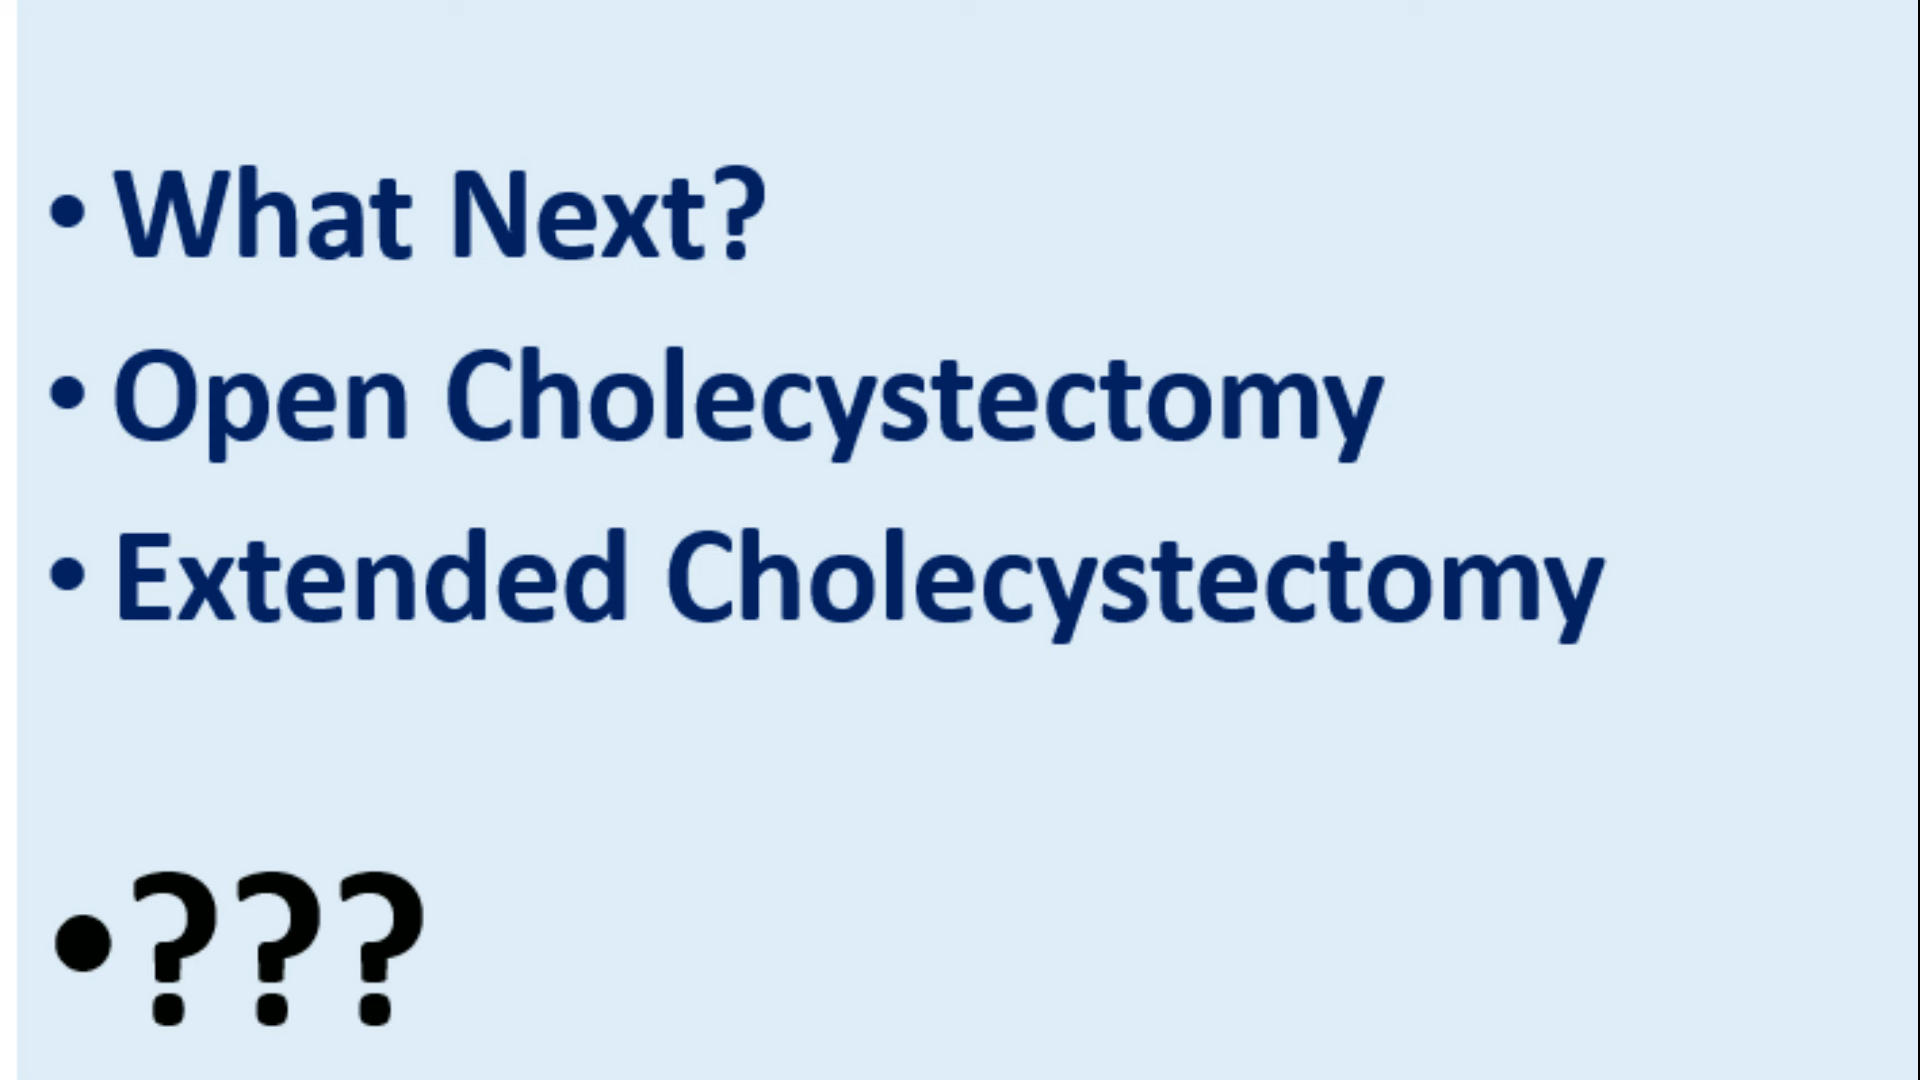 • What Next?
• Open Cholecystectomy
• Extended Cholecystectomy
• ???